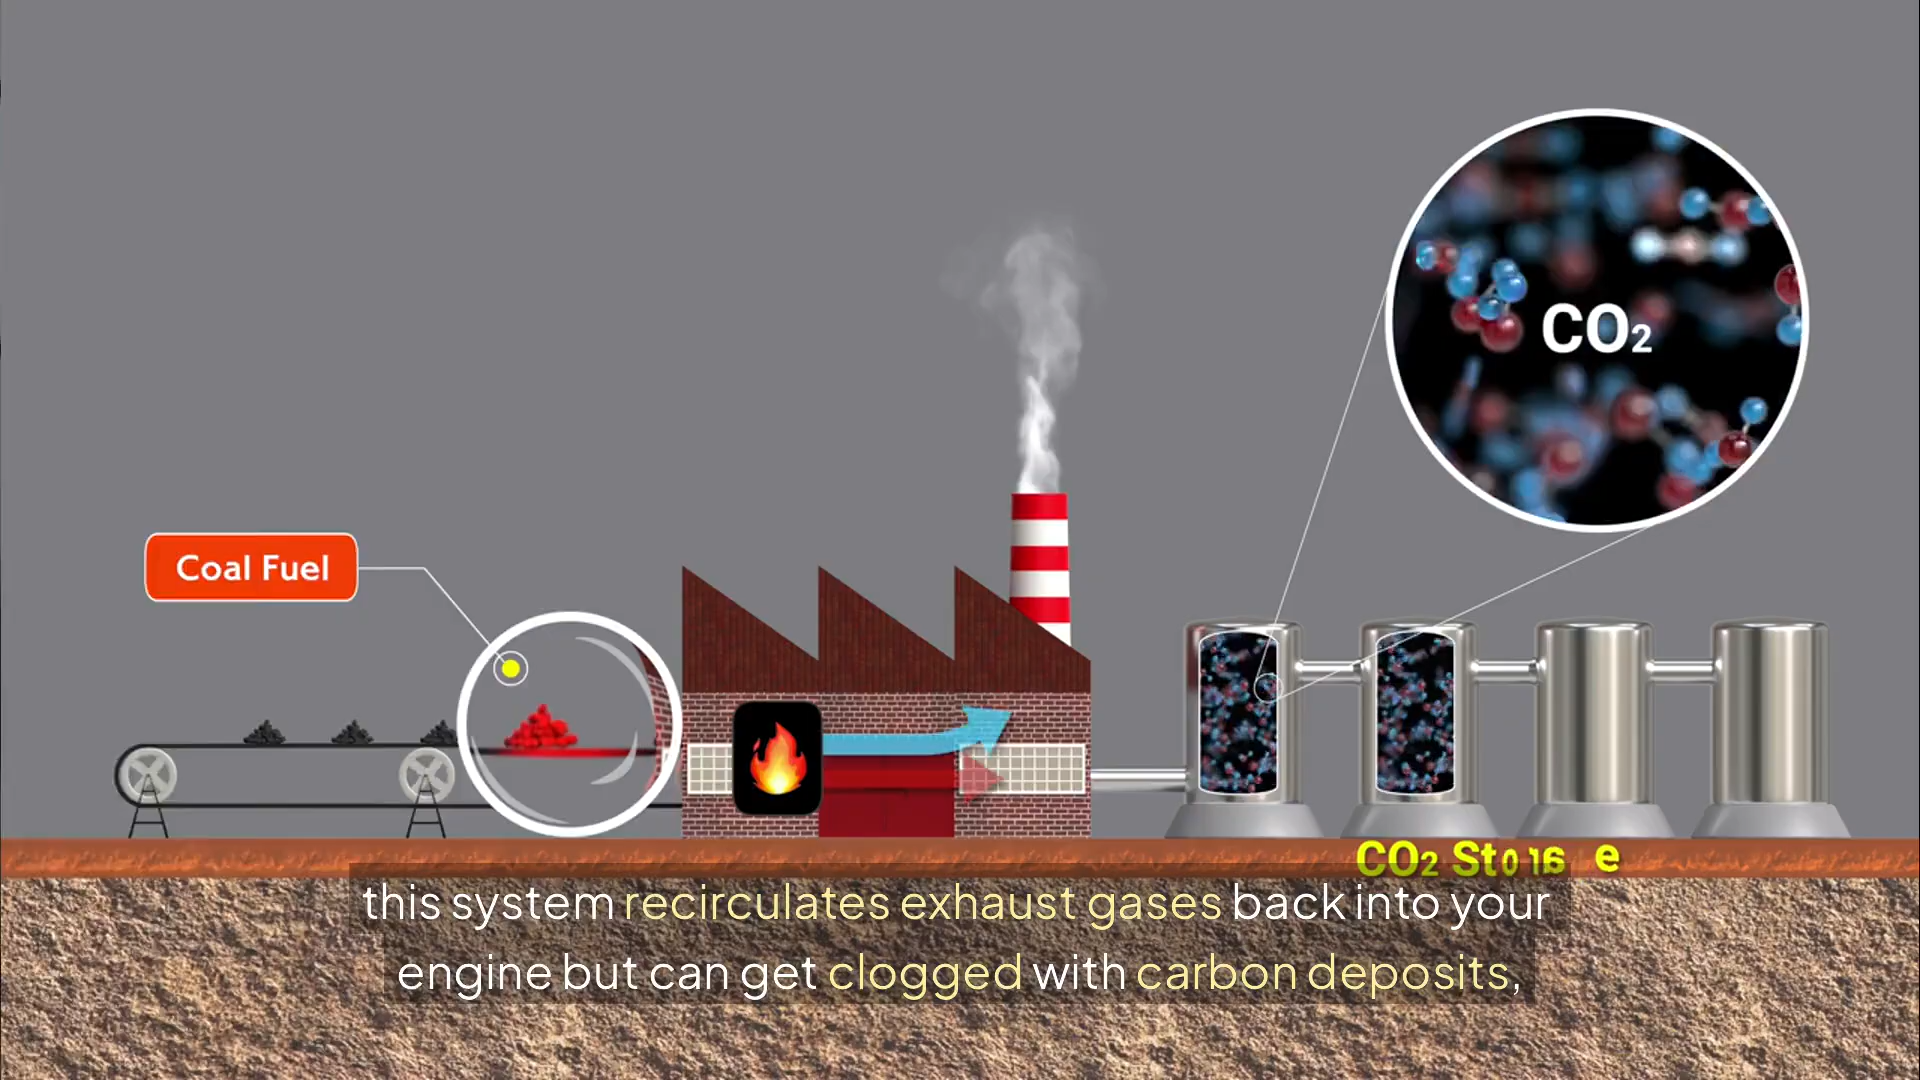 CO₂
Coal Fuel
CO₂
this system recirculates exhaust gases back into your
engine but can get clogged with carbon deposits,